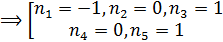 ⇒ [n₁ = −1, n₂ = 0, n₃ = 1
n₄ = 0, n₅ = 1